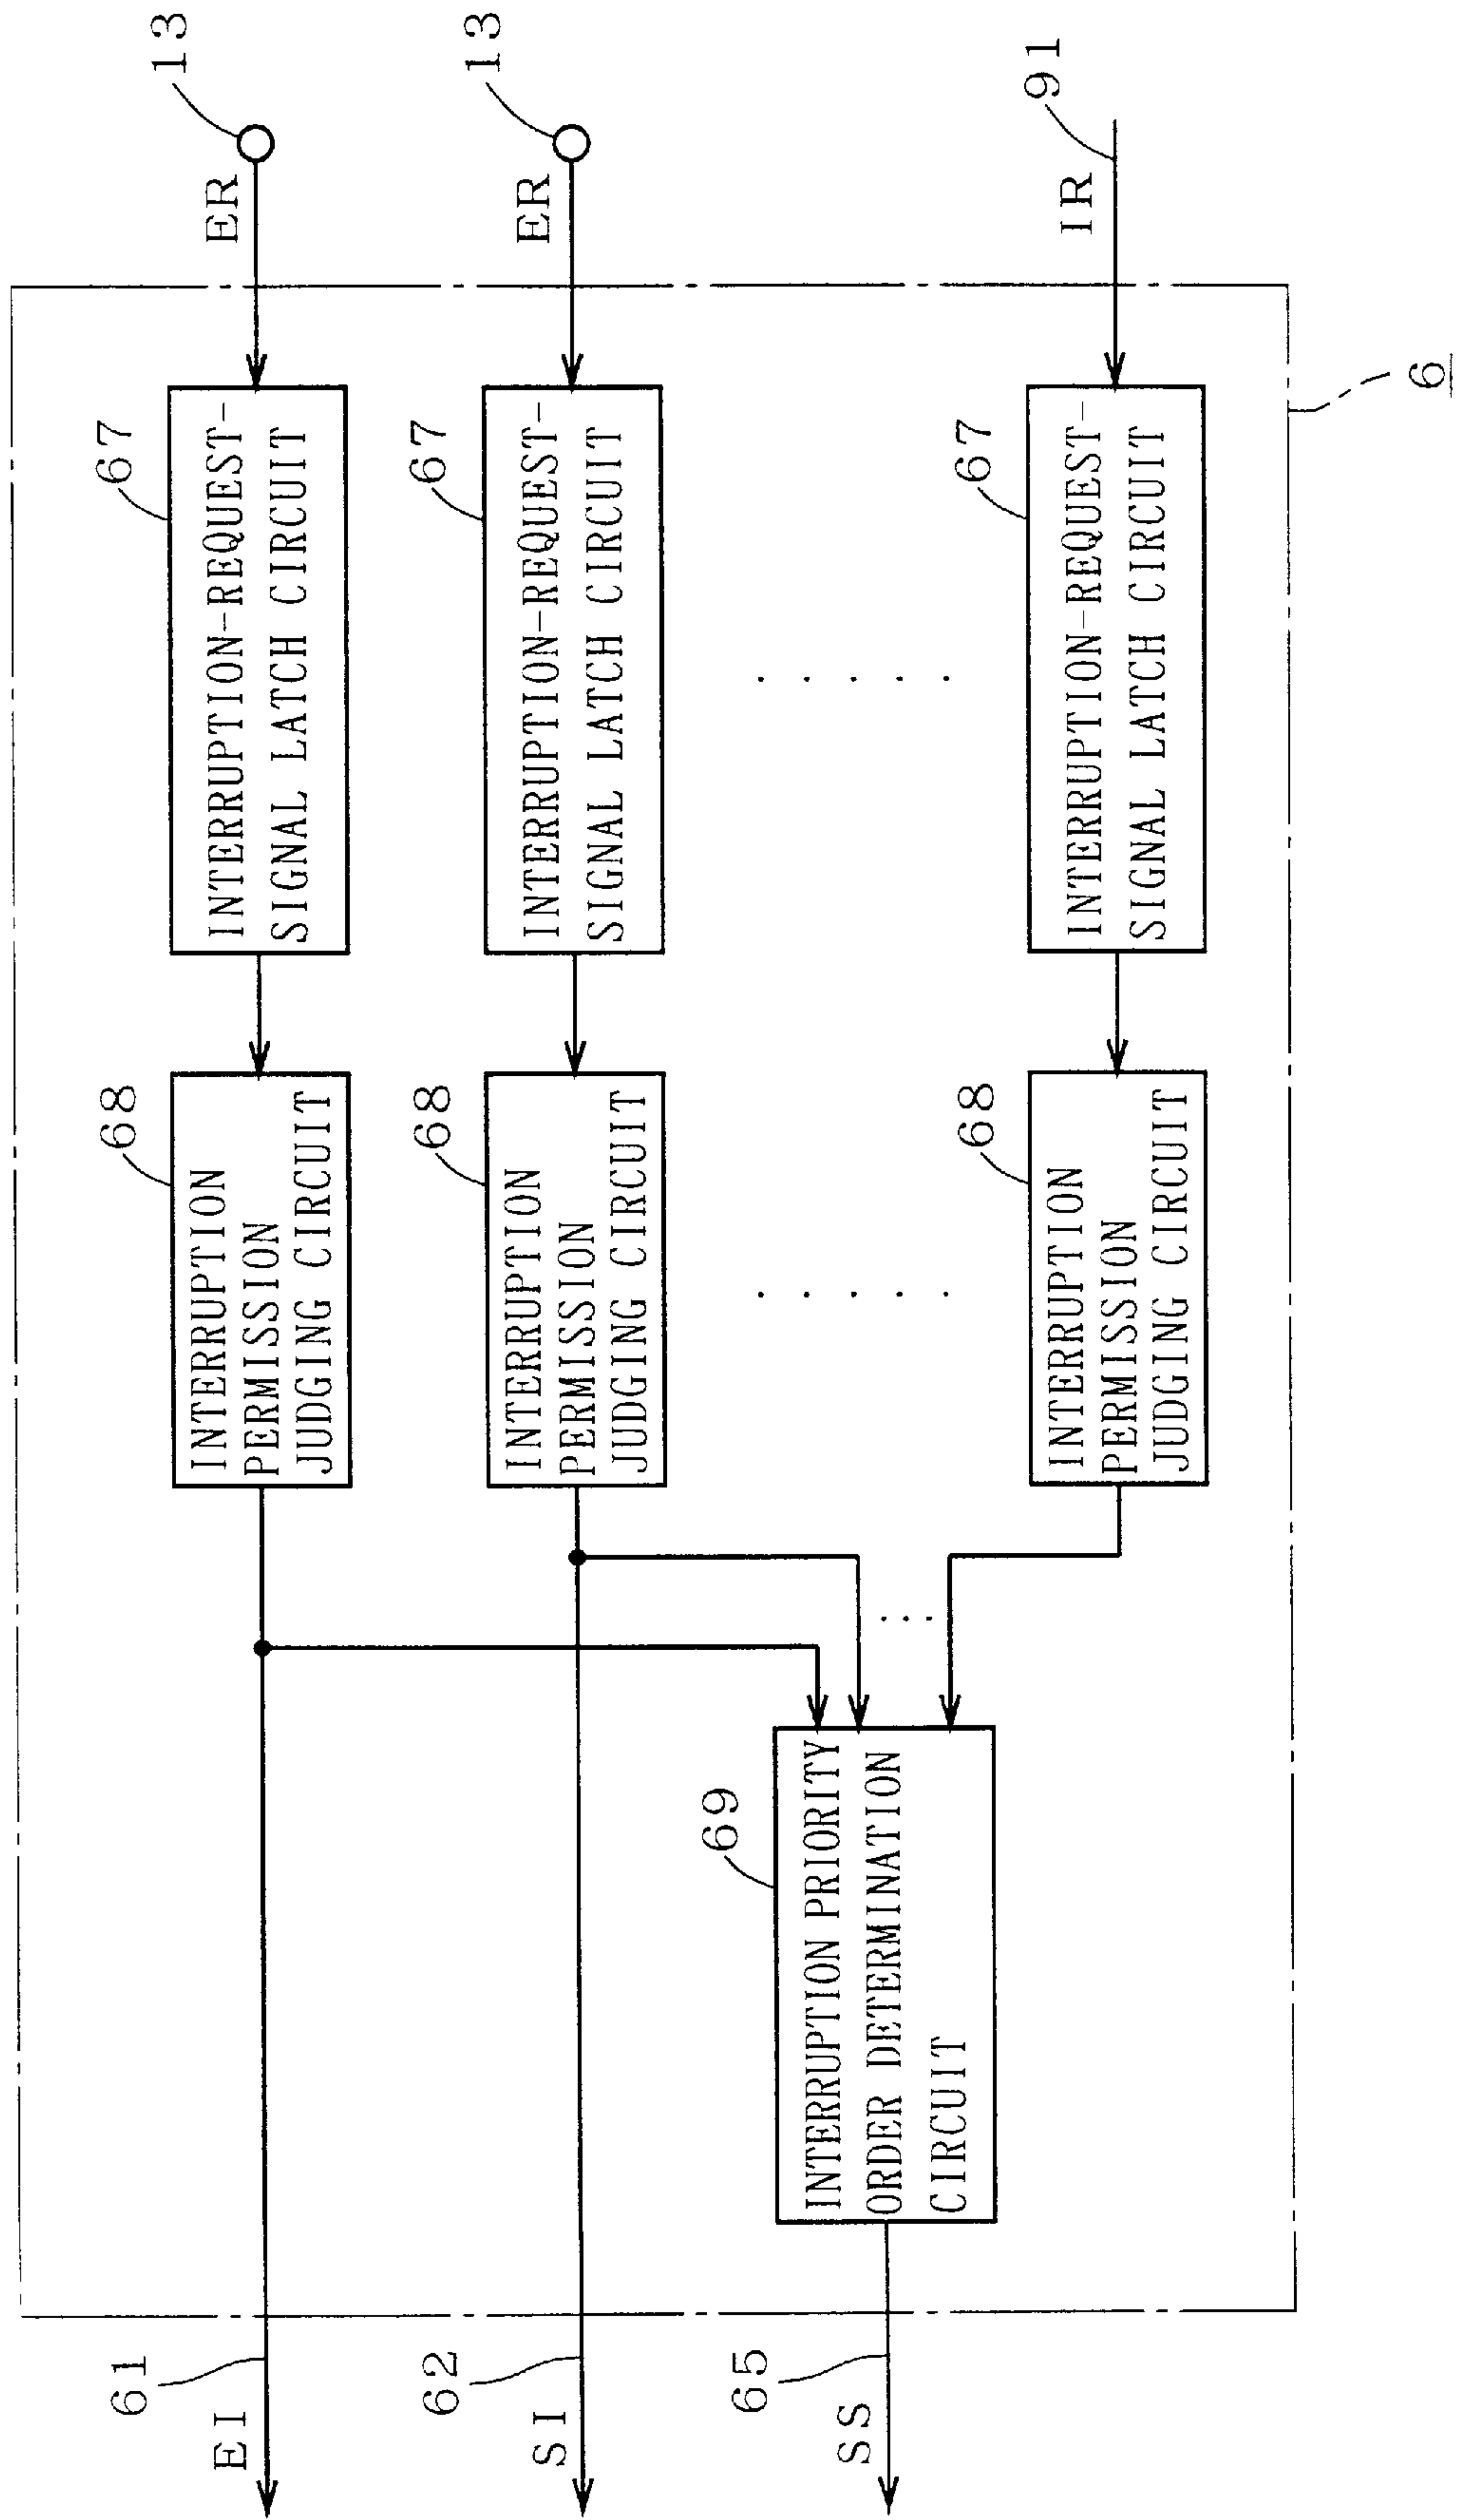 13
ER
67
INTERRUPTION-REQUEST-
SIGNAL LATCH CIRCUIT
68
INTERRUPTION
PERMISSION
JUDGING CIRCUIT
61
EI
13
ER
67
INTERRUPTION-REQUEST-
SIGNAL LATCH CIRCUIT
68
INTERRUPTION
PERMISSION
JUDGING CIRCUIT
62
SI
69
INTERRUPTION PRIORITY
ORDER DETERMINATION
CIRCUIT
65
SS
91
IR
67
INTERRUPTION-REQUEST-
SIGNAL LATCH CIRCUIT
68
INTERRUPTION
PERMISSION
JUDGING CIRCUIT
6